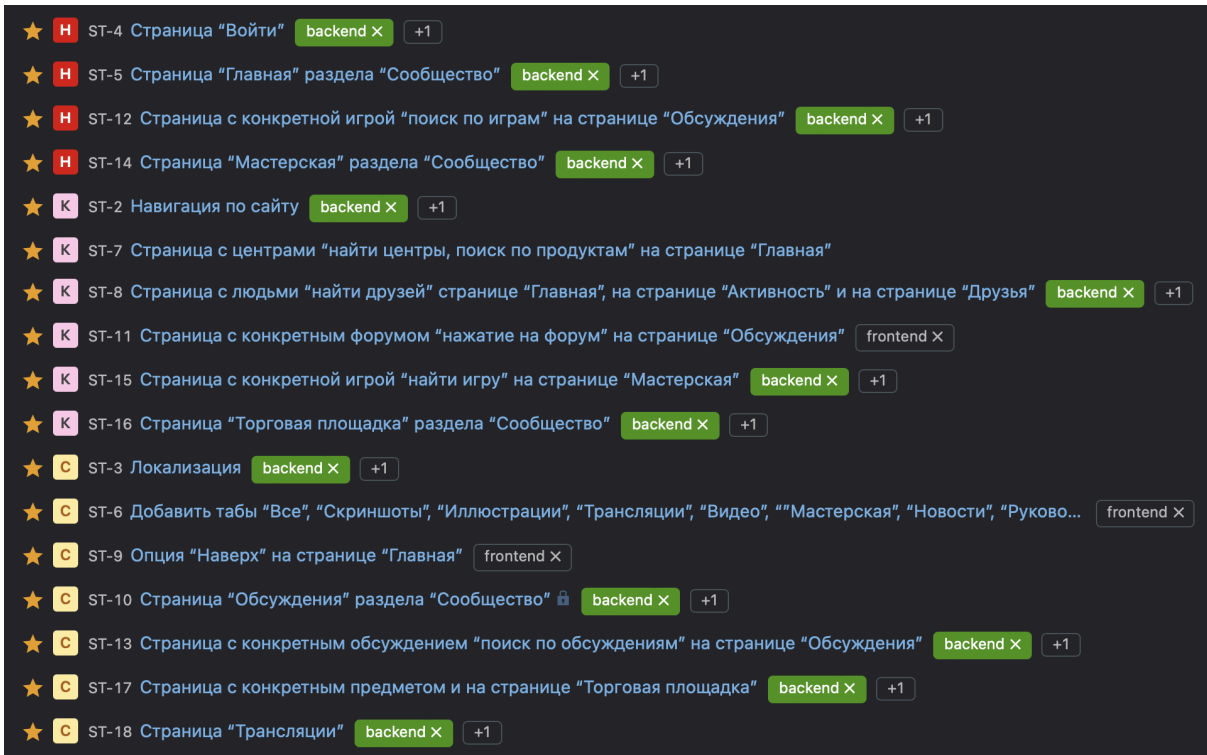 Н ST-4 Страница “Войти” backend × +1
Н ST-5 Страница “Главная” раздела “Сообщество” backend × +1
Н ST-12 Страница с конкретной игрой “поиск по играм” на странице “Обсуждения” backend × +1
Н ST-14 Страница “Мастерская” раздела “Сообщество” backend × +1
К ST-2 Навигация по сайту backend × +1
К ST-7 Страница с центрами “найти центры, поиск по продуктам” на странице “Главная”
К ST-8 Страница с людьми “найти друзей” странице “Главная”, на странице “Активность” и на странице “Друзья” backend × +1
К ST-11 Страница с конкретным форумом “нажатие на форум” на странице “Обсуждения” frontend ×
К ST-15 Страница с конкретной игрой “найти игру” на странице “Мастерская” backend × +1
К ST-16 Страница “Торговая площадка” раздела “Сообщество” backend × +1
С ST-3 Локализация backend × +1
С ST-6 Добавить табы “Все”, “Скриншоты”, “Иллюстрации”, “Трансляции”, “Видео”, “”Мастерская”, “Новости”, “Руково... frontend ×
С ST-9 Опция “Наверх” на странице “Главная” frontend ×
С ST-10 Страница “Обсуждения” раздела “Сообщество” backend × +1
С ST-13 Страница с конкретным обсуждением “поиск по обсуждениям” на странице “Обсуждения” backend × +1
С ST-17 Страница с конкретным предметом и на странице “Торговая площадка” backend × +1
С ST-18 Страница “Трансляции” backend × +1